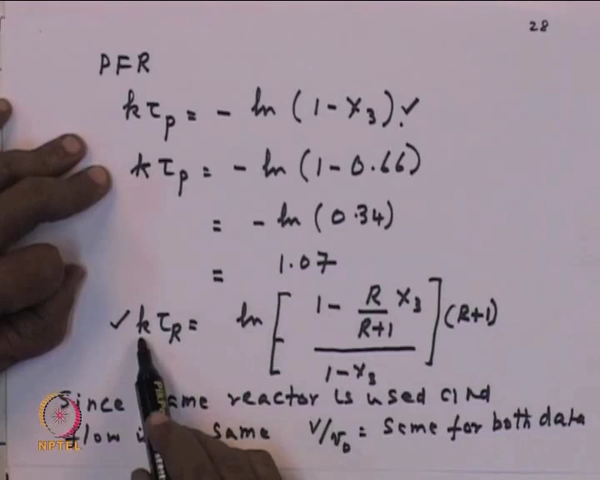 28
PFR
kτp = - ln (1-x3) ✓
kτp = - ln (1-0.66)
= - ln (0.34)
= 1.07
✓ kτR = ln [ (1 - R/(R+1) x3) / (1-x3) ] (R+1)
Since same reactor is used and
flow same V/v0 = same for both data
NPTEL